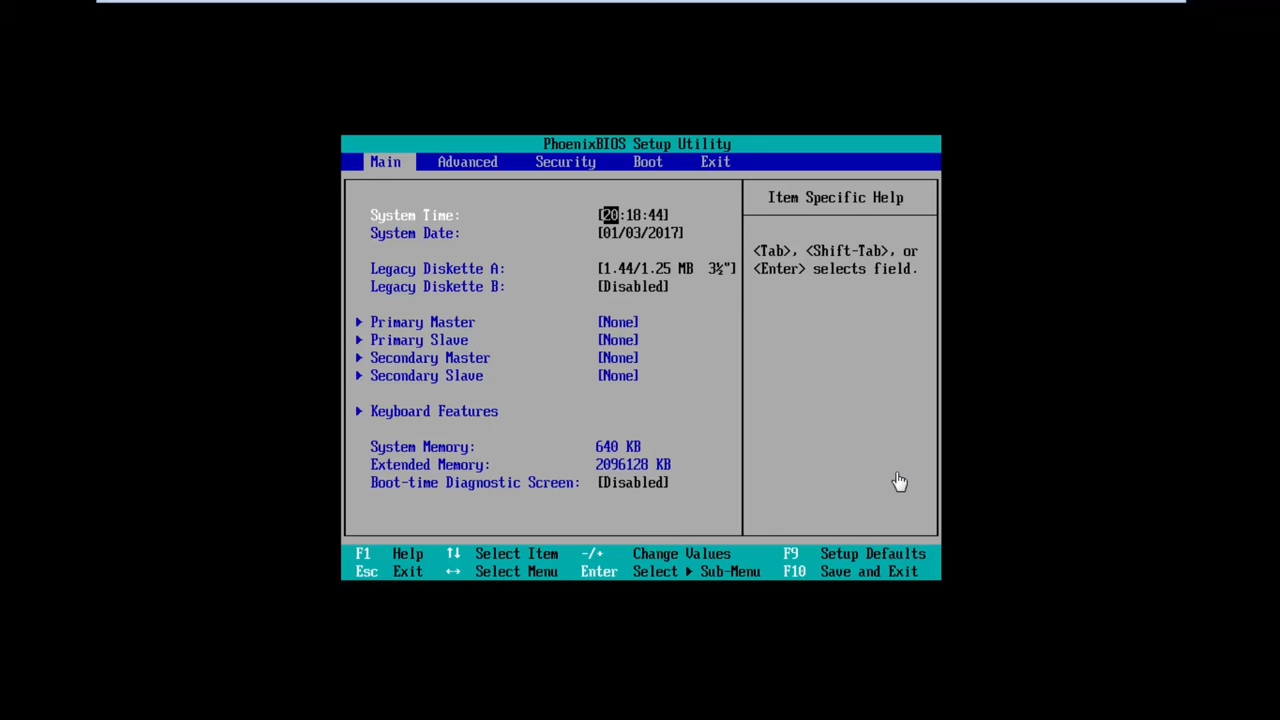 PhoenixBIOS Setup Utility
Main Advanced Security Boot Exit
Item Specific Help
System Time: [20:18:44]
System Date: [01/03/2017]
<Tab>, <Shift-Tab>, or
<Enter> selects field.
Legacy Diskette A: [1.44/1.25 MB 3½"]
Legacy Diskette B: [Disabled]
Primary Master [None]
Primary Slave [None]
Secondary Master [None]
Secondary Slave [None]
Keyboard Features
System Memory: 640 KB
Extended Memory: 2096128 KB
Boot-time Diagnostic Screen: [Disabled]
F1 Help ↑↓ Select Item -/+ Change Values F9 Setup Defaults
Esc Exit ↔ Select Menu Enter Select ▶ Sub-Menu F10 Save and Exit